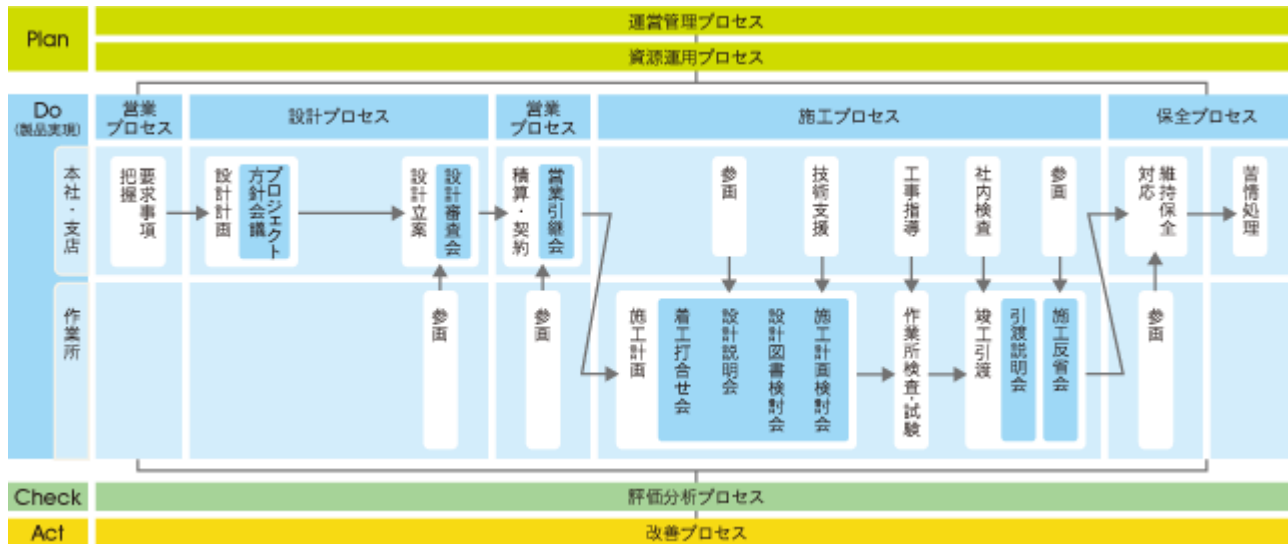 Plan
運営管理プロセス
資源運用プロセス
Do
(製品実現)
営業
プロセス
設計プロセス
営業
プロセス
施工プロセス
保全プロセス
本社・支店
要求事項
把握
設計計画
プロジェクト
方針会議
設計立案
設計審査会
積算・契約
営業引継会
参画
技術支援
工事指導
社内検査
参画
維持保全
対応
苦情処理
作業所
参画
参画
施工計画
着工打合せ会
設計説明会
設計図書検討会
施工計画検討会
作業所検査・試験
竣工引渡
引渡説明会
施工反省会
参画
Check
評価分析プロセス
Act
改善プロセス